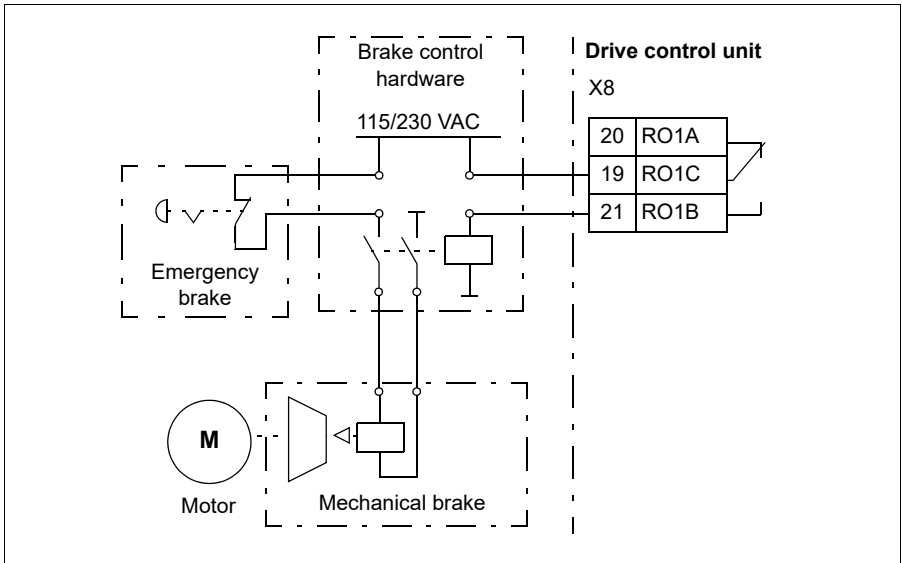 Brake control
hardware
115/230 VAC
Drive control unit
X8
20 RO1A
19 RO1C
21 RO1B
Emergency
brake
M
Motor
Mechanical brake